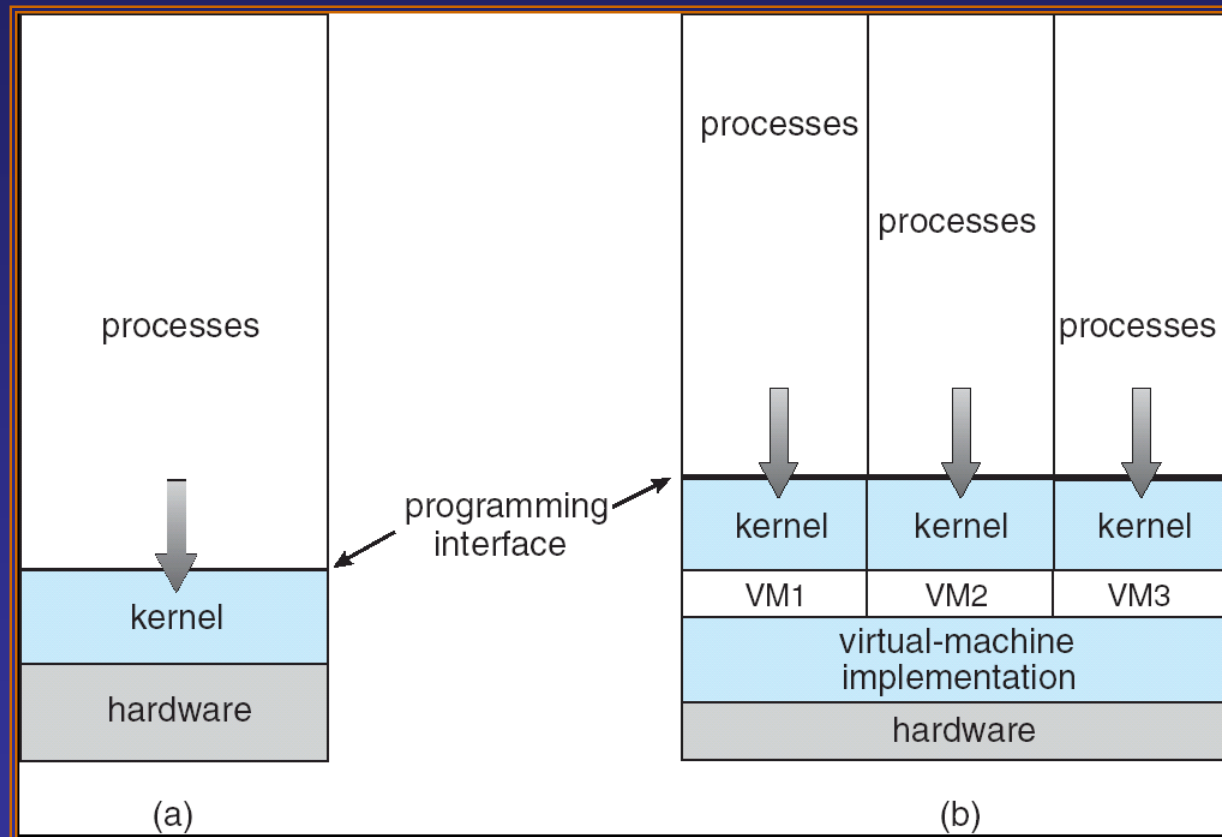 processes
kernel
hardware
(a)
programming
interface
processes
processes
processes
kernel
kernel
kernel
VM1
VM2
VM3
virtual-machine
implementation
hardware
(b)